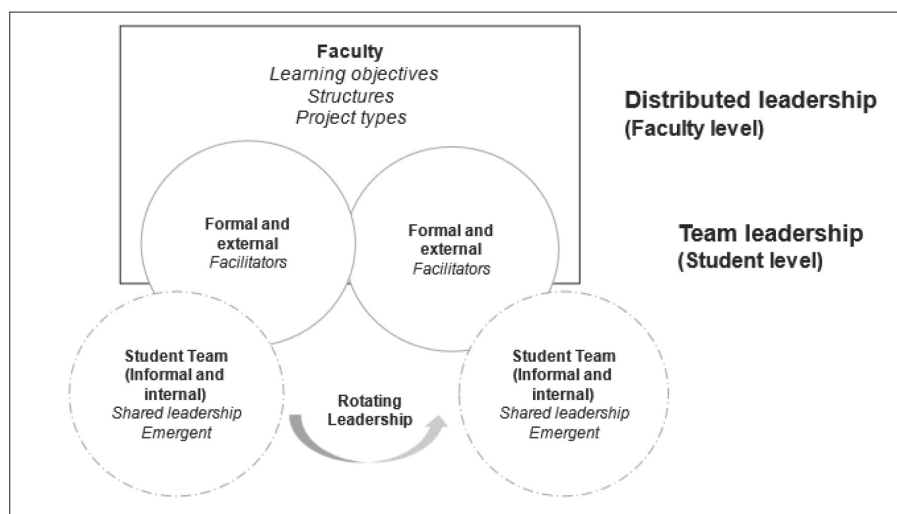 Faculty
Learning objectives
Structures
Project types
Distributed leadership
(Faculty level)
Formal and
external
Facilitators
Formal and
external
Facilitators
Team leadership
(Student level)
Student Team
(Informal and
internal)
Shared leadership
Emergent
Rotating
Leadership
Student Team
(Informal and
internal)
Shared leadership
Emergent